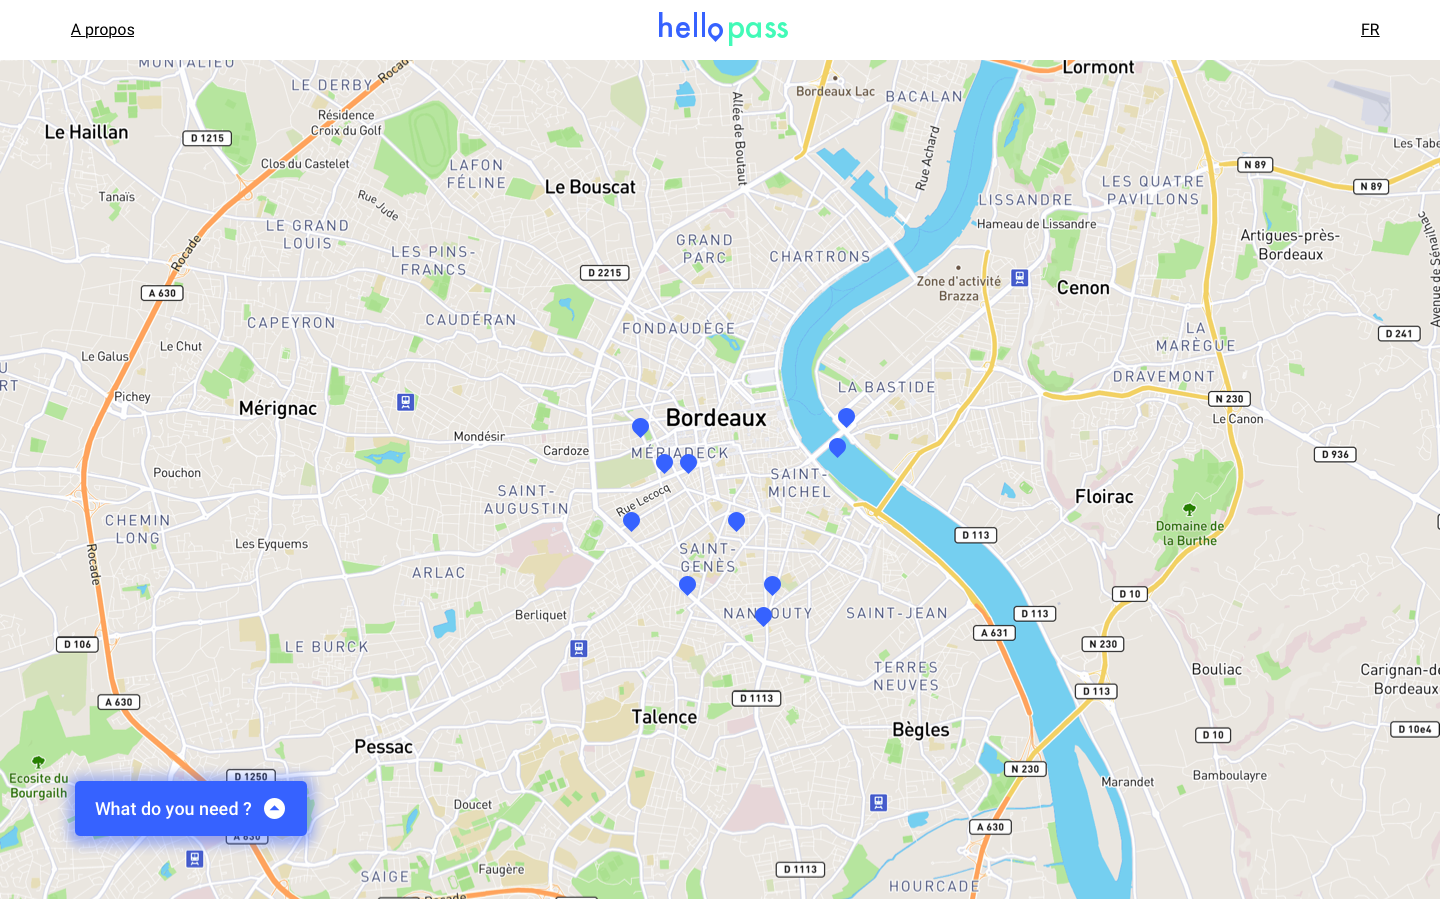 A propos
hello pass
FR
MONTALIEU
Rocade
Lormont
LE DERBY
Bordeaux Lac
BACALAN
Allée de Boutaut
Résidence
Croix du Golf
Le Haillan
D 1215
Rue Achard
Les Tabe
Clos du Castelet
LAFON
FÉLINE
N 89
N 89
Le Bouscat
LES QUATRE
PAVILLONS
Tanaïs
Rue Jude
LISSANDRE
Hameau de Lissandre
LE GRAND
LOUIS
Rocade
LES PINS-
FRANCS
GRAND
PARC
CHARTRONS
Artigues-près-
Bordeaux
Avenue de Sénailhac
D 2215
Zone d'activité
Brazza
Cenon
A 630
CAPEYRON
CAUDÉRAN
FONDAUDÈGE
LA
MARÈGUE
D 241
Le Chut
Le Galus
U
RT
DRAVEMONT
LA BASTIDE
Pichey
N 230
Mérignac
Bordeaux
Le Canon
Mondésir
Cardoze
MÉRIADECK
D 936
Pouchon
SAINT-
MICHEL
SAINT-
AUGUSTIN
Rue Lecocq
Floirac
CHEMIN
LONG
Domaine de
la Burthe
D 113
Les Eyquems
Rocade
SAINT-
GENÈS
ARLAC
D 10
Berliquet
NANSOUTY
SAINT-JEAN
D 113
A 631
D 106
LE BURCK
N 230
TERRES
NEUVES
Bouliac
Carignan-de
Bordeaux
D 113
A 630
D 1113
Talence
Bègles
D 10
D 10e4
Pessac
Ecosite du
Bourgailh
D 1250
N 230
Bamboulayre
Marandet
What do you need ?
Doucet
A 630
A 630
Faugère
D 1113
SAIGE
HOURCADE
Rocade